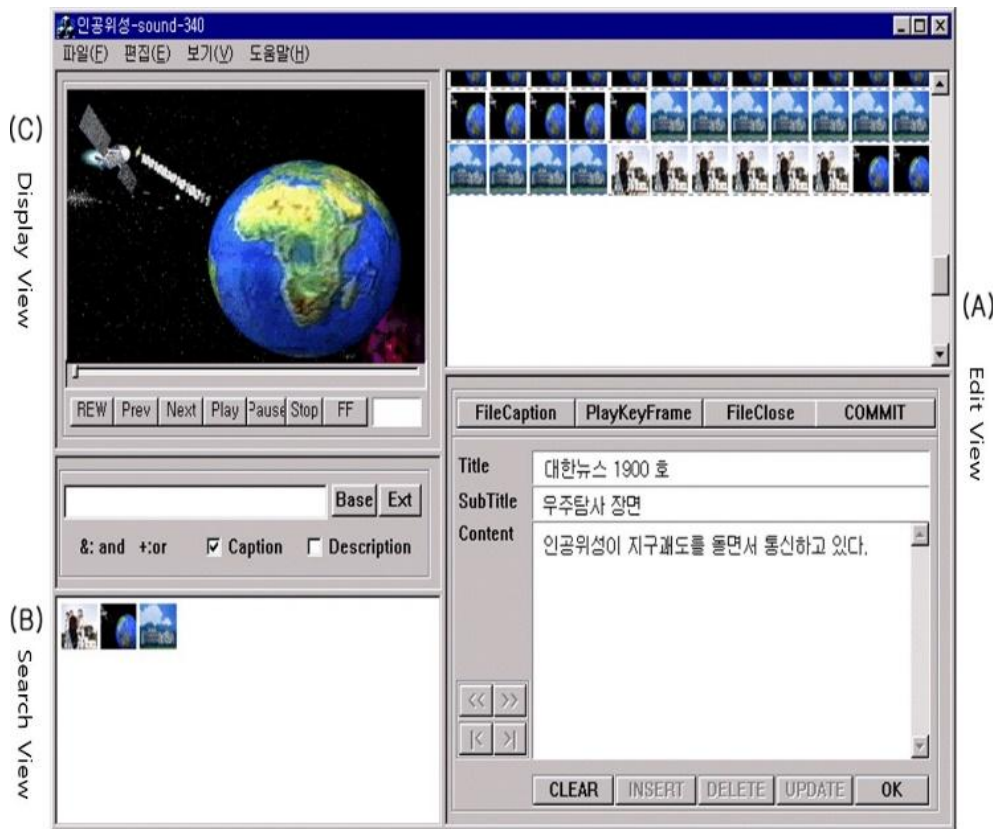 인공위성-sound-340
파일(F) 편집(E) 보기(V) 도움말(H)
(C)
Display View
REW Prev Next Play Pause Stop FF
Base Ext
&: and +:or Caption Description
(B)
Search View
(A)
Edit View
FileCaption PlayKeyFrame FileClose COMMIT
Title 대한뉴스 1900 호
SubTitle 우주탐사 장면
Content 인공위성이 지구괘도를 돌면서 통신하고 있다.
<< >>
|< >|
CLEAR INSERT DELETE UPDATE OK